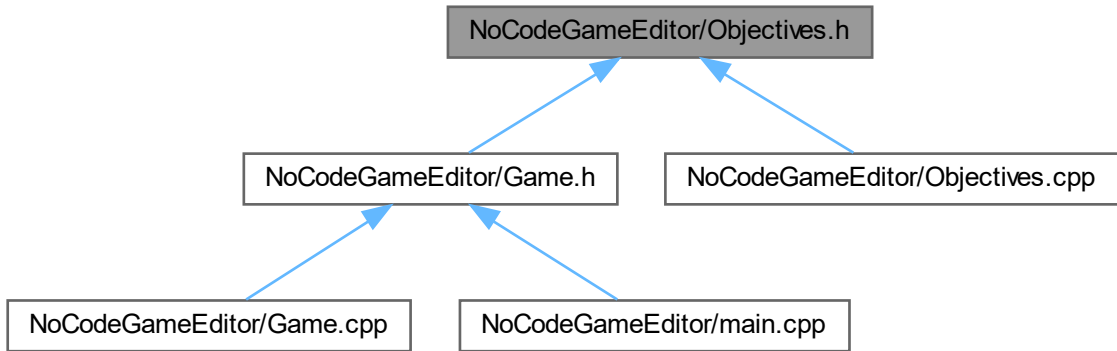 NoCodeGameEditor/Objectives.h
NoCodeGameEditor/Game.h
NoCodeGameEditor/Objectives.cpp
NoCodeGameEditor/Game.cpp
NoCodeGameEditor/main.cpp